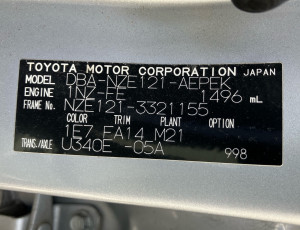 TOYOTA MOTOR CORPORATION JAPAN
MODEL DBA-NZE121-AEPEK
ENGINE 1NZ-FE 1496 mL
FRAME No. NZE121-3321155
COLOR TRIM PLANT OPTION
1E7 FA14 M21
TRANS./AXLE U340E -05A 998